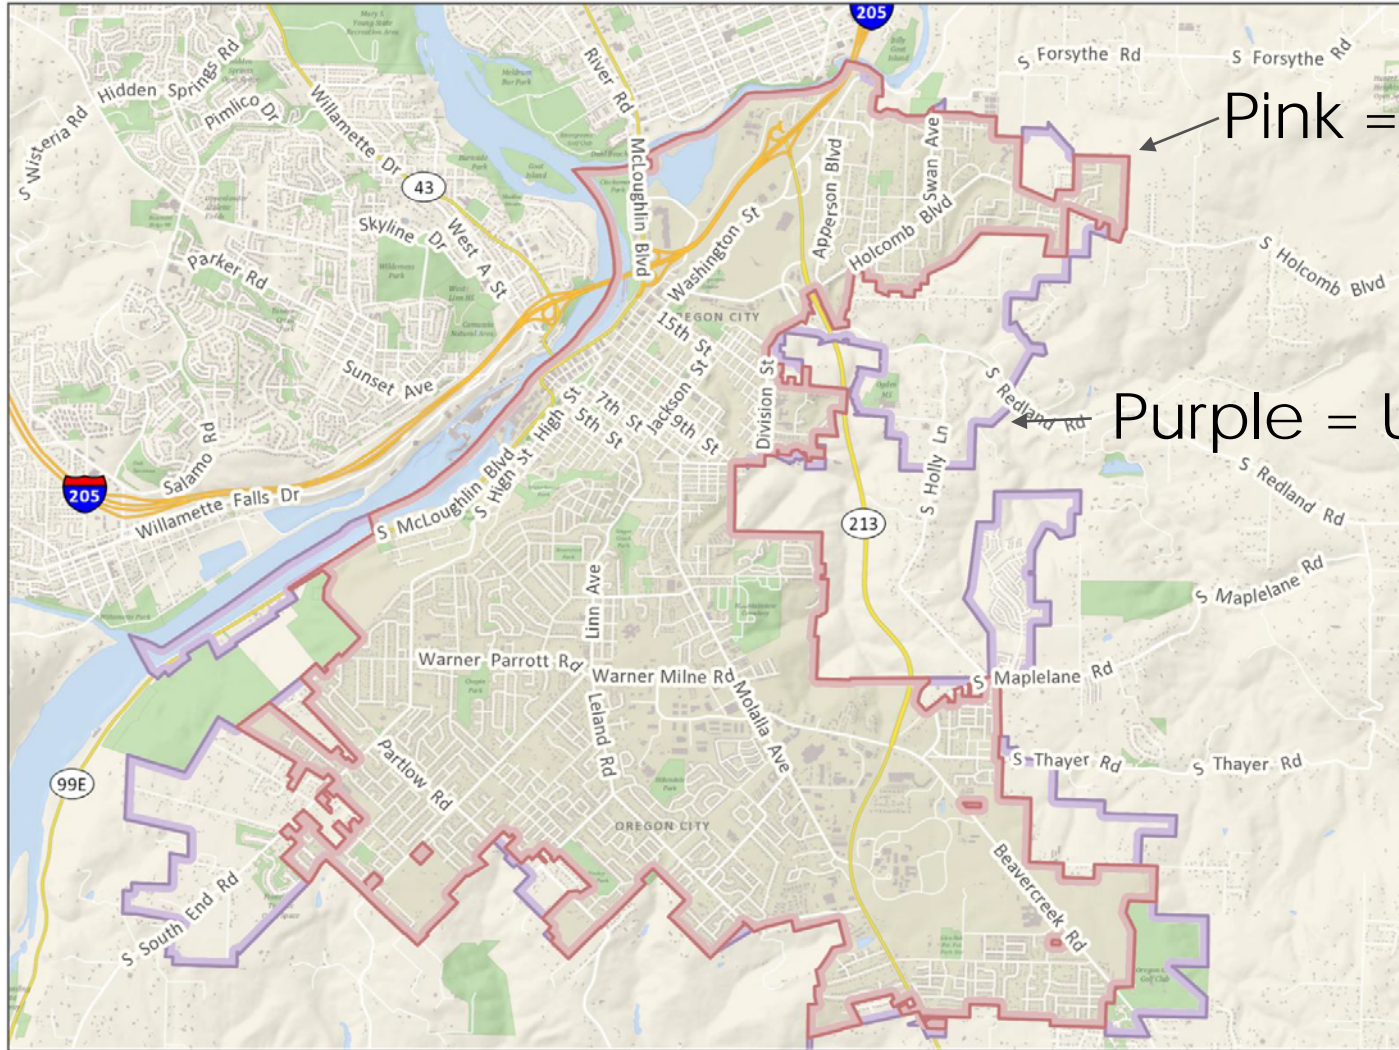 205
S Forsythe Rd
S Forsythe Rd
Hidden Springs Rd
Pimlico Dr
S Wisteria Rd
River Rd
Willamette Dr
Pink =
43
McLoughlin Blvd
Swan Ave
Apperson Blvd
Holcomb Blvd
Skyline Dr
West A St
Washington St
Parker Rd
S Holcomb Blvd
15th St
EGON CITY
Sunset Ave
Division St
Jackson St
7th St
High St
5th St
9th St
S Redland Rd
Purple = U
Salamo Rd
S High St
S Holly Ln
S Redland Rd
205
Willamette Falls Dr
S McLoughlin Blvd
213
Linn Ave
S Maplelane Rd
Warner Parrott Rd
Warner Milne Rd
S Maplelane Rd
Molalla Ave
Leland Rd
Partlow Rd
S Thayer Rd
S Thayer Rd
99E
OREGON CITY
Beavercreek Rd
S South End Rd